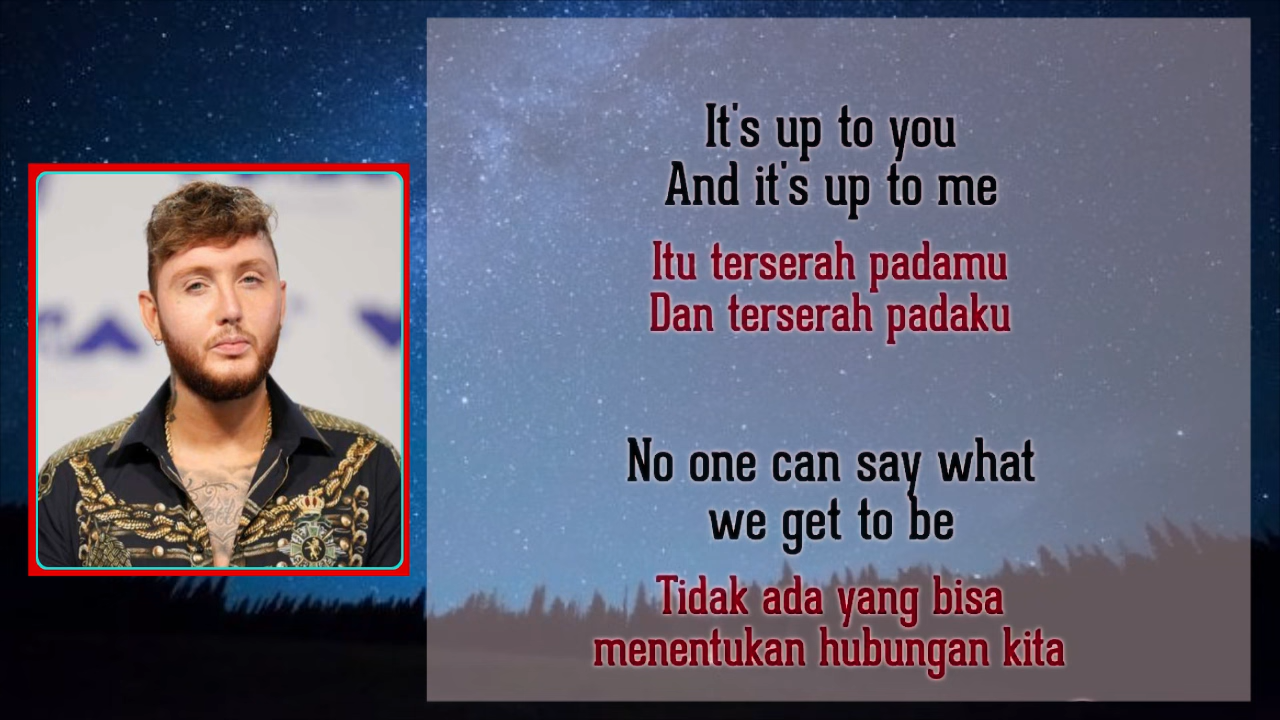 It's up to you
And it's up to me
Itu terserah padamu
Dan terserah padaku
No one can say what
we get to be
Tidak ada yang bisa
menentukan hubungan kita